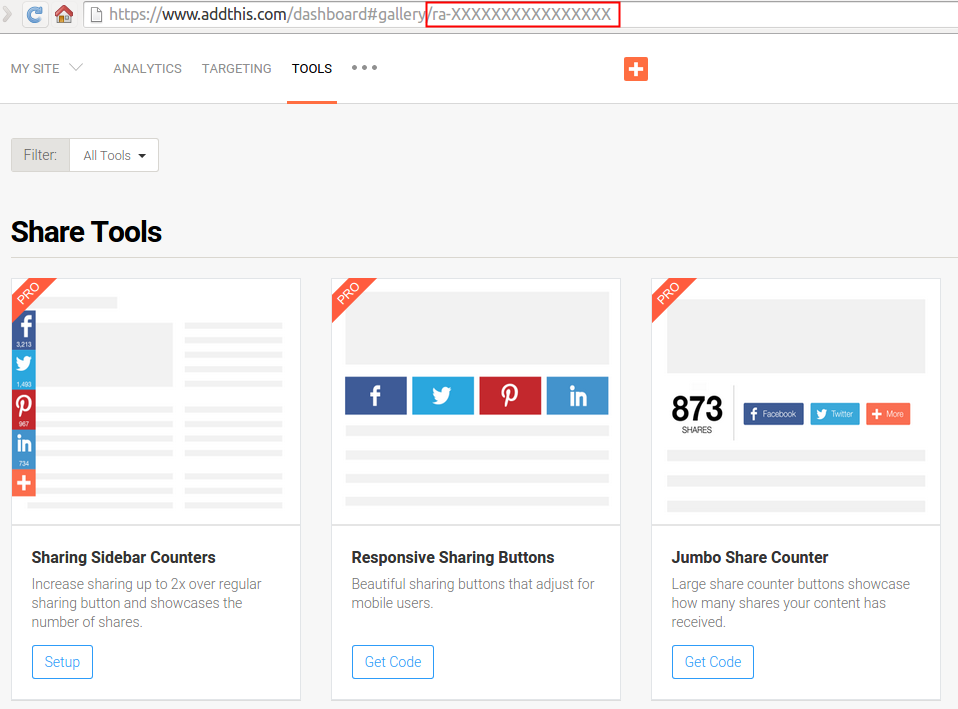 https://www.addthis.com/dashboard#gallery/ra-XXXXXXXXXXXXXXXX
MY SITE ANALYTICS TARGETING TOOLS
Filter: All Tools
Share Tools
PRO
3,213
1,493
967
734
Sharing Sidebar Counters
Increase sharing up to 2x over regular
sharing button and showcases the
number of shares.
Setup
PRO
Responsive Sharing Buttons
Beautiful sharing buttons that adjust for
mobile users.
Get Code
PRO
873
SHARES
Facebook Twitter More
Jumbo Share Counter
Large share counter buttons showcase
how many shares your content has
received.
Get Code